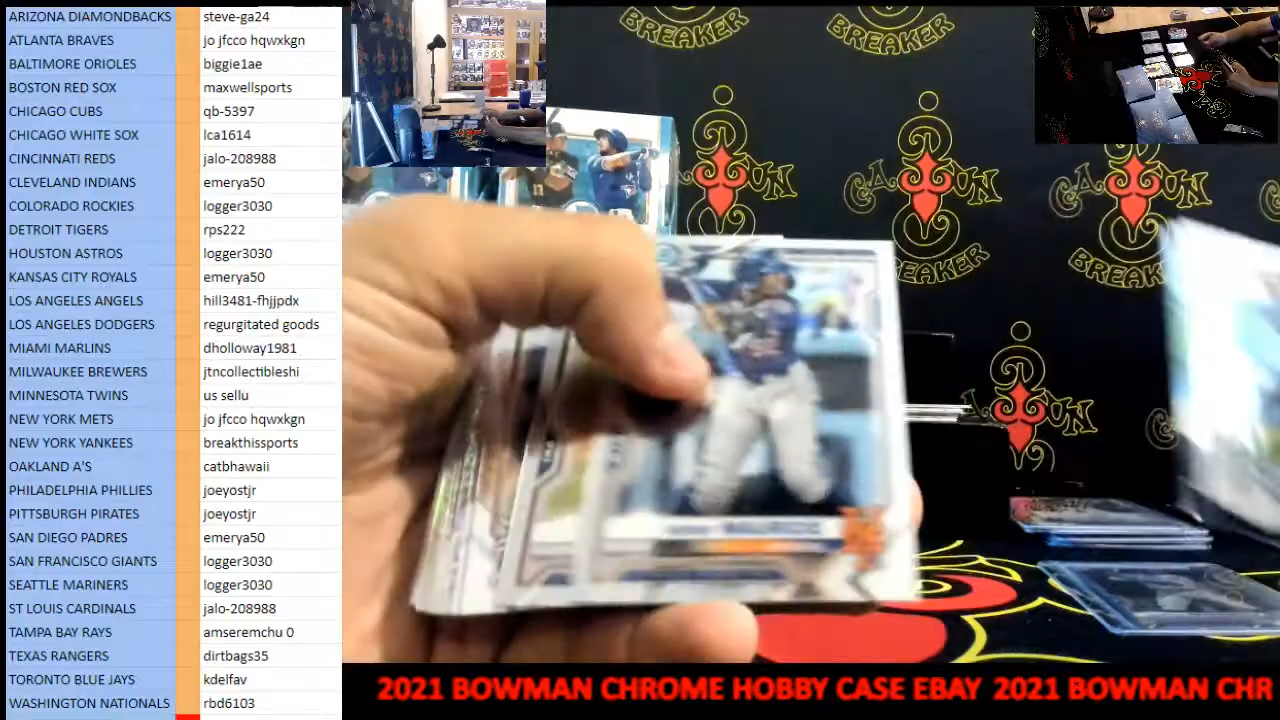 ARIZONA DIAMONDBACKS steve-ga24
ATLANTA BRAVES jo jfcco hqwxkgn
BALTIMORE ORIOLES biggie1ae
BOSTON RED SOX maxwellsports
CHICAGO CUBS qb-5397
CHICAGO WHITE SOX lca1614
CINCINNATI REDS jalo-208988
CLEVELAND INDIANS emerya50
COLORADO ROCKIES logger3030
DETROIT TIGERS rps222
HOUSTON ASTROS logger3030
KANSAS CITY ROYALS emerya50
LOS ANGELES ANGELS hill3481-fhjjpdx
LOS ANGELES DODGERS regurgitated goods
MIAMI MARLINS dholloway1981
MILWAUKEE BREWERS jtncollectibleshi
MINNESOTA TWINS us sellu
NEW YORK METS jo jfcco hqwxkgn
NEW YORK YANKEES breakthissports
OAKLAND A'S catbhawaii
PHILADELPHIA PHILLIES joeyostjr
PITTSBURGH PIRATES joeyostjr
SAN DIEGO PADRES emerya50
SAN FRANCISCO GIANTS logger3030
SEATTLE MARINERS logger3030
ST LOUIS CARDINALS jalo-208988
TAMPA BAY RAYS amseremchu 0
TEXAS RANGERS dirtbags35
TORONTO BLUE JAYS kdelfav
WASHINGTON NATIONALS rbd6103
BREAKER
BREAKER
CAJUN
CAJUN
BREAKER
BREAKER
2021 BOWMAN CHROME HOBBY CASE EBAY 2021 BOWMAN CHR